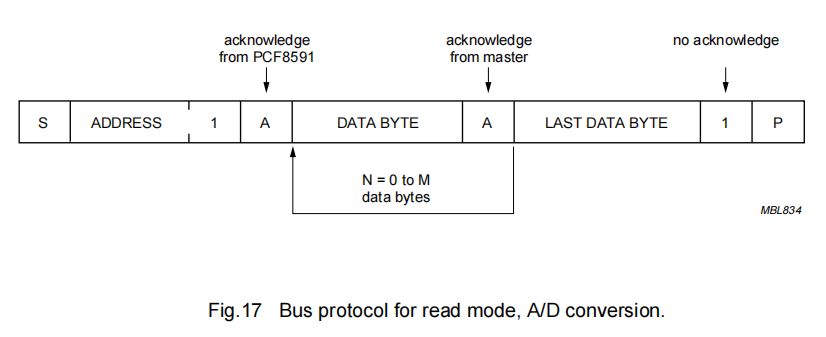 acknowledge
from PCF8591
acknowledge
from master
no acknowledge
S ADDRESS 1 A DATA BYTE A LAST DATA BYTE 1 P
N = 0 to M
data bytes
MBL834
Fig.17 Bus protocol for read mode, A/D conversion.